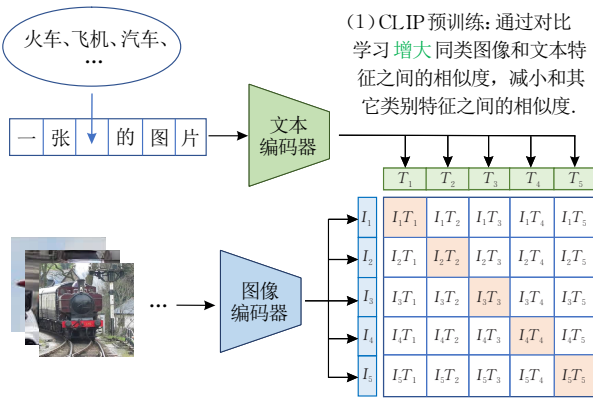 火车、飞机、汽车、
…
(1) CLIP预训练: 通过对比
学习增大同类图像和文本特
征之间的相似度，减小和其
它类别特征之间的相似度.
一 张 的 图 片
文本
编码器
T1 T2 T3 T4 T5
I1 I1T1 I1T2 I1T3 I1T4 I1T5
I2 I2T1 I2T2 I2T3 I2T4 I2T5
I3 I3T1 I3T2 I3T3 I3T4 I3T5
I4 I4T1 I4T2 I4T3 I4T4 I4T5
I5 I5T1 I5T2 I5T3 I5T4 I5T5
…
图像
编码器